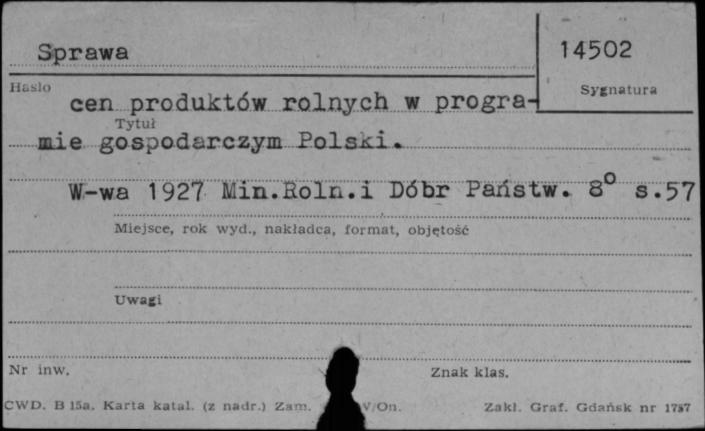 Sprawa
14502
Hasło
Sygnatura
cen produktów rolnych w progra-
Tytuł
mie gospodarczym Polski.
W-wa 1927 Min.Roln.i Dóbr Państw. 8° s.57
Miejsce, rok wyd., nakładca, format, objętość
Uwagi
Nr inw.
Znak klas.
CWD. B 15a. Karta katal. (z nadr.) Zam. V/On. Zakł. Graf. Gdańsk nr 1787